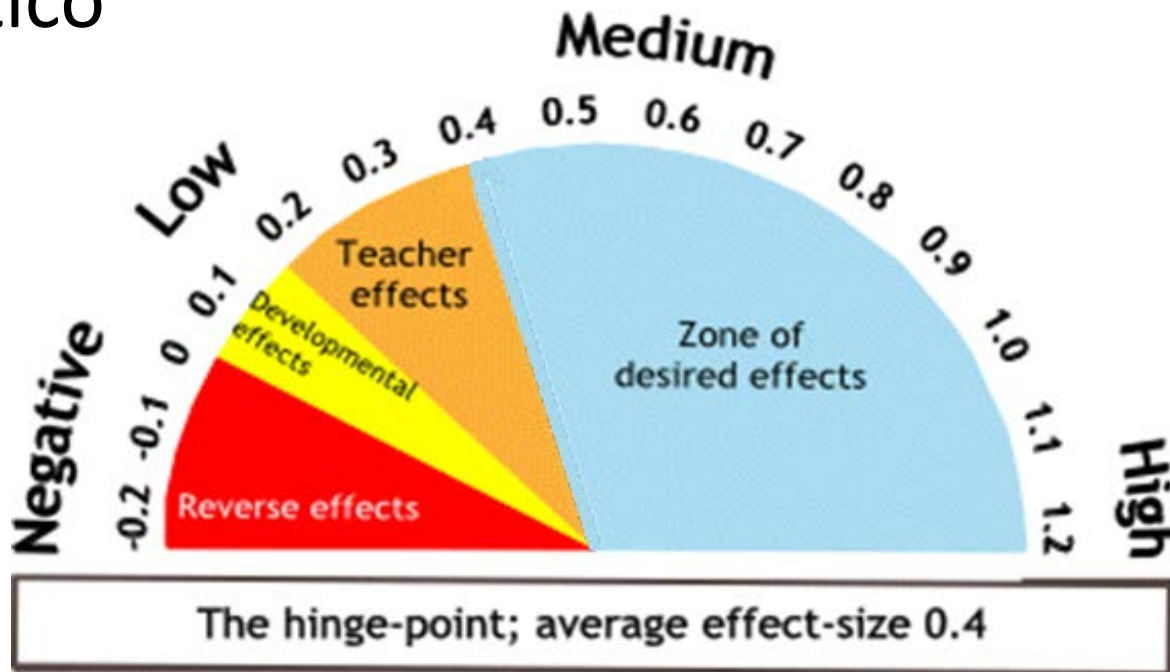 Medium
Low
Negative
High
-0.2
-0.1
0
0.1
0.2
0.3
0.4
0.5
0.6
0.7
0.8
0.9
1.0
1.1
1.2
Reverse effects
Developmental
effects
Teacher
effects
Zone of
desired effects
The hinge-point; average effect-size 0.4